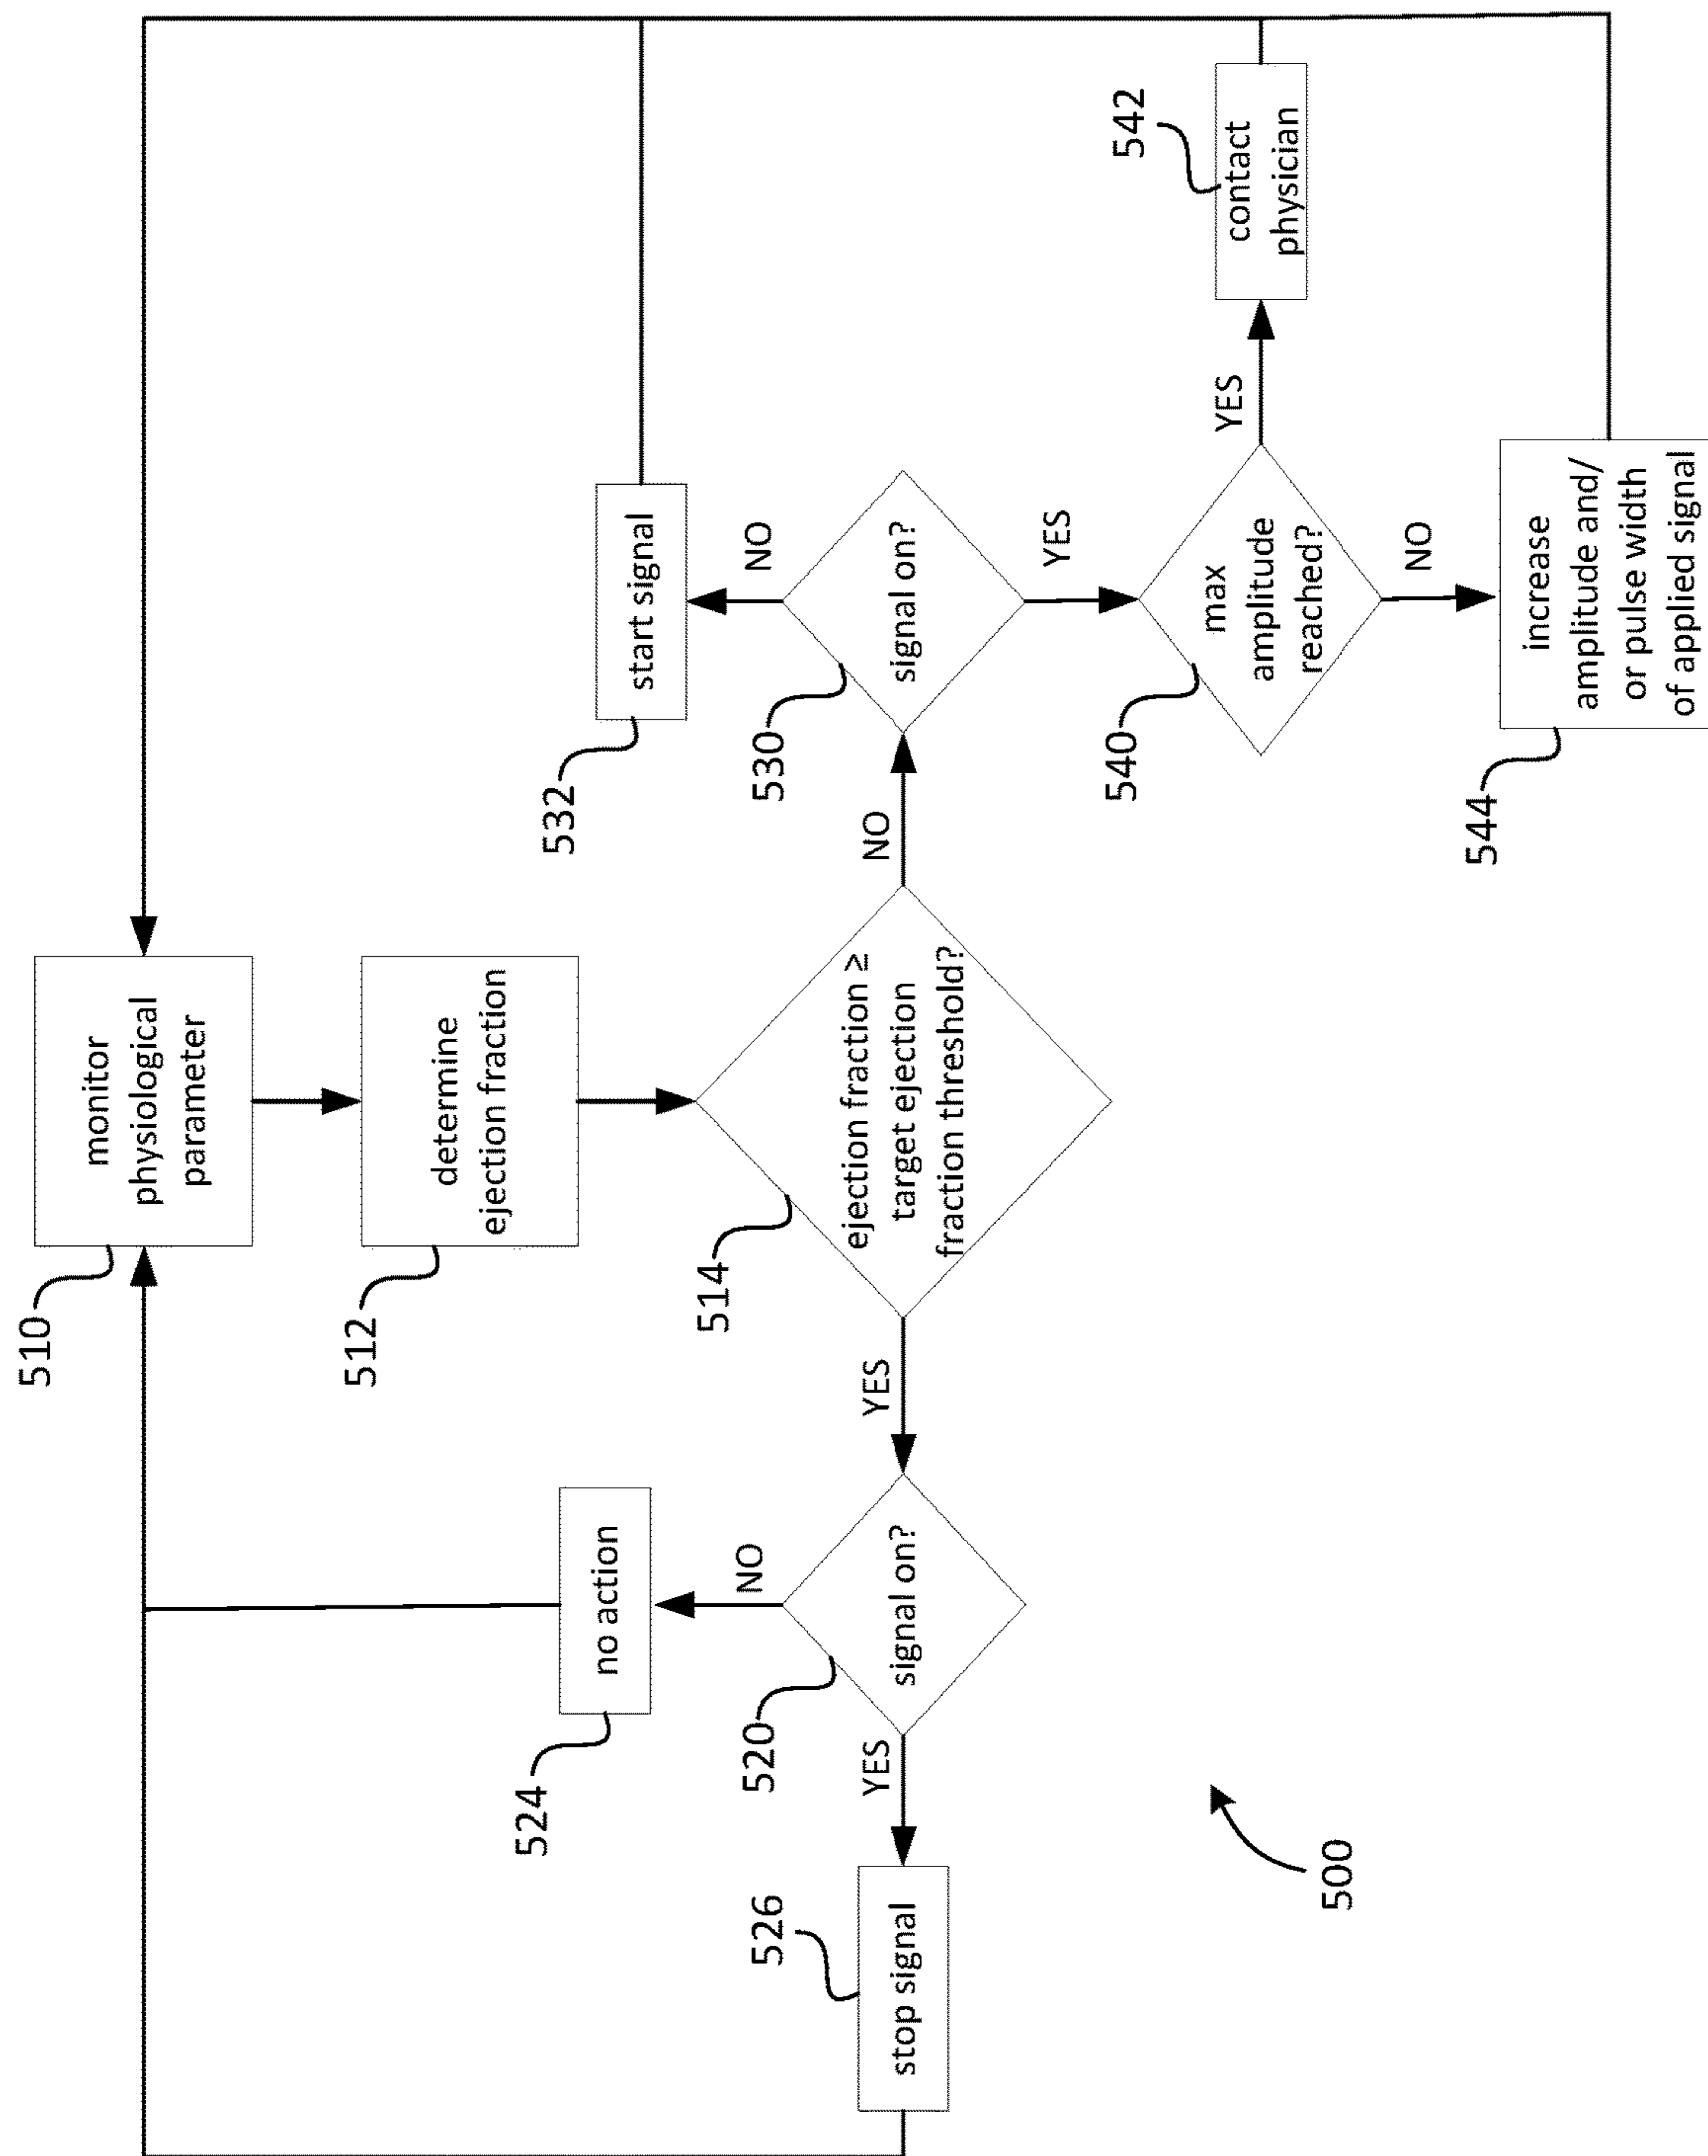 510
monitor
physiological
parameter
512
determine
ejection fraction
514
ejection fraction ≥
target ejection
fraction threshold?
YES
NO
520
signal on?
NO
524
no action
YES
526
stop signal
530
signal on?
NO
532
start signal
YES
540
max
amplitude
reached?
YES
542
contact
physician
NO
544
increase
amplitude and/
or pulse width
of applied signal
500